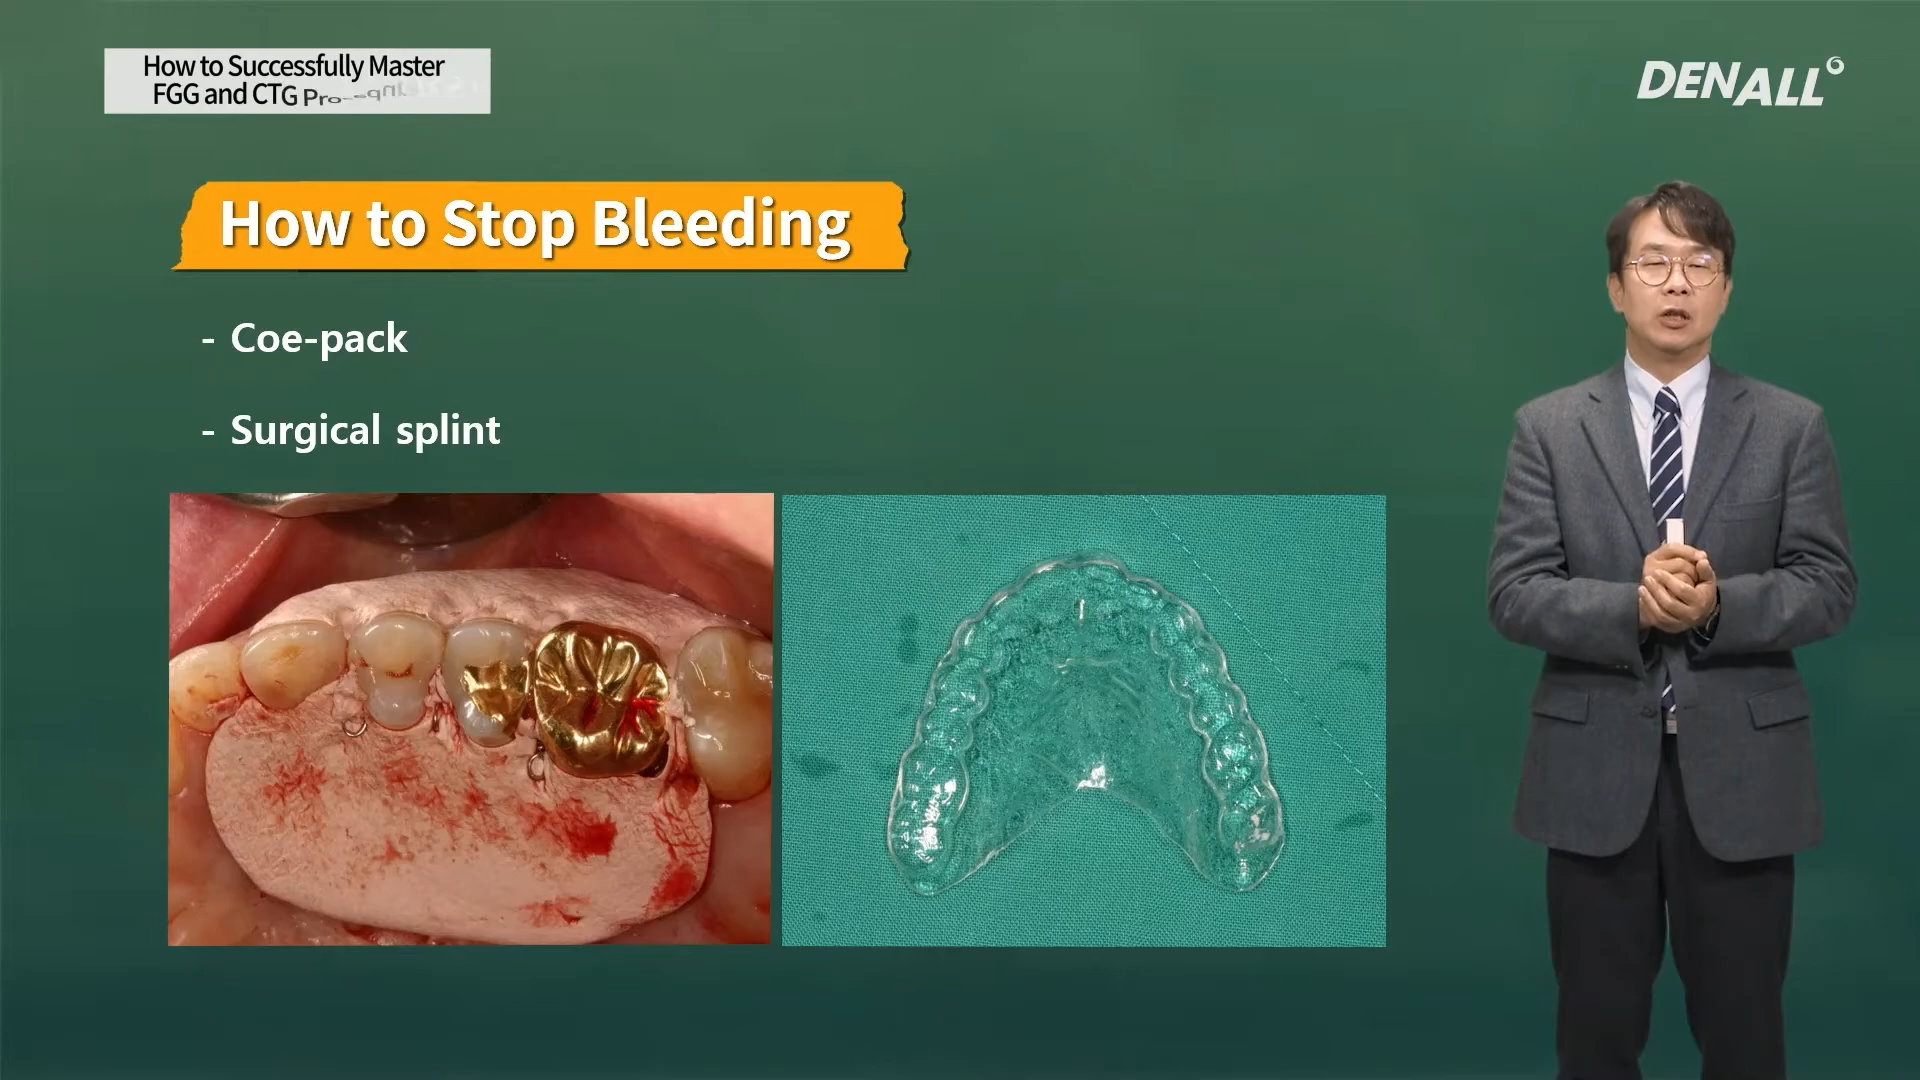 How to Successfully Master
FGG and CTG
DENALL
How to Stop Bleeding
- Coe-pack
- Surgical splint